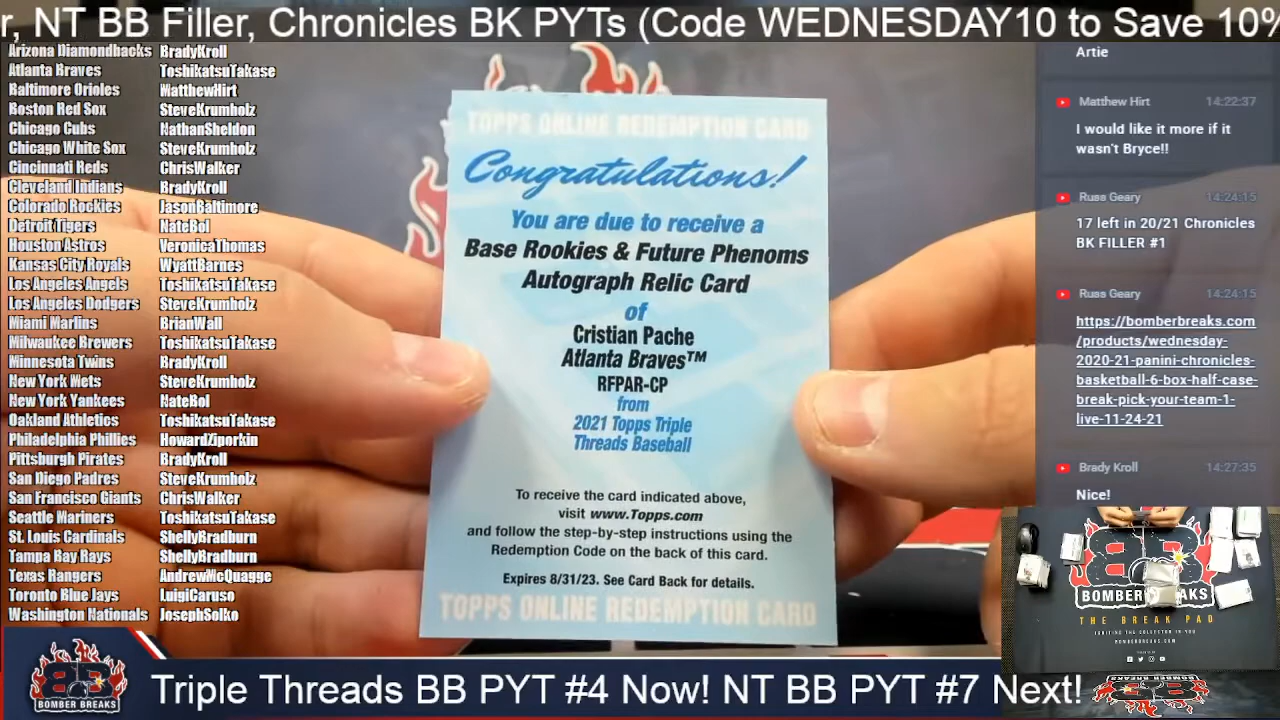 r, NT BB Filler, Chronicles BK PYTs (Code WEDNESDAY10 to Save 10%
Arizona Diamondbacks BradyKroll
Atlanta Braves ToshikatsuTakase
Baltimore Orioles MatthewHirt
Boston Red Sox SteveKrumholz
Chicago Cubs NathanSheldon
Chicago White Sox SteveKrumholz
Cincinnati Reds ChrisWalker
Cleveland Indians BradyKroll
Colorado Rockies JasonBaltimore
Detroit Tigers NateBol
Houston Astros VeronicaThomas
Kansas City Royals WyattBarnes
Los Angeles Angels ToshikatsuTakase
Los Angeles Dodgers SteveKrumholz
Miami Marlins BrianWall
Milwaukee Brewers ToshikatsuTakase
Minnesota Twins BradyKroll
New York Mets SteveKrumholz
New York Yankees NateBol
Oakland Athletics ToshikatsuTakase
Philadelphia Phillies HowardZiporkin
Pittsburgh Pirates BradyKroll
San Diego Padres SteveKrumholz
San Francisco Giants ChrisWalker
Seattle Mariners ToshikatsuTakase
St. Louis Cardinals ShellyBradburn
Tampa Bay Rays ShellyBradburn
Texas Rangers AndrewMcQuagge
Toronto Blue Jays LuigiCaruso
Washington Nationals JosephSolko
TOPPS ONLINE REDEMPTION CARD
Congratulations!
You are due to receive a
Base Rookies & Future Phenoms
Autograph Relic Card
of
Cristian Pache
Atlanta Braves™
RFPAR-CP
from
2021 Topps Triple
Threads Baseball
To receive the card indicated above,
visit www.Topps.com
and follow the step-by-step instructions using the
Redemption Code on the back of this card.
Expires 8/31/23. See Card Back for details.
TOPPS ONLINE REDEMPTION CARD
Artie
Matthew Hirt 14:22:37
I would like it more if it
wasn't Bryce!!
Russ Geary 14:24:15
17 left in 20/21 Chronicles
BK FILLER #1
Russ Geary 14:24:15
https://bomberbreaks.com
/products/wednesday-
2020-21-panini-chronicles-
basketball-6-box-half-case-
break-pick-your-team-1-
live-11-24-21
Brady Kroll 14:27:35
Nice!
BB
BOMBER BREAKS
THE BREAK PAD
IGNITING THE COLLECTOR IN YOU
BOMBERBREAKS.COM
BB
BOMBER BREAKS
Triple Threads BB PYT #4 Now! NT BB PYT #7 Next!